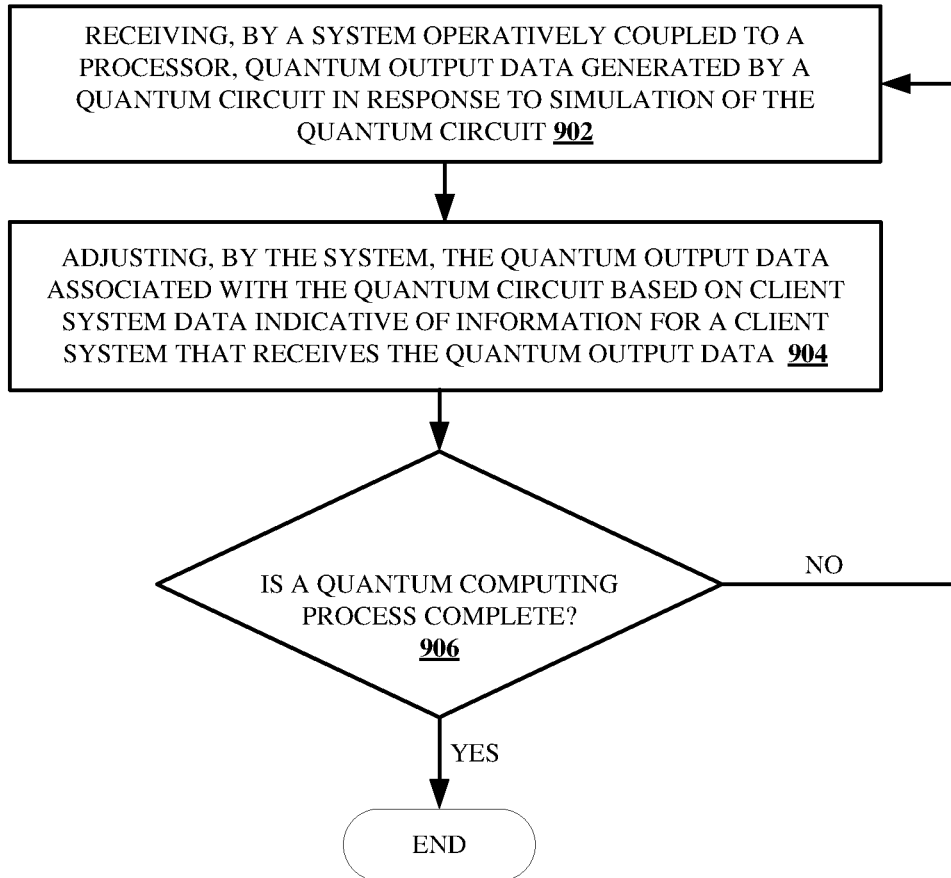 RECEIVING, BY A SYSTEM OPERATIVELY COUPLED TO A
PROCESSOR, QUANTUM OUTPUT DATA GENERATED BY A
QUANTUM CIRCUIT IN RESPONSE TO SIMULATION OF THE
QUANTUM CIRCUIT 902
ADJUSTING, BY THE SYSTEM, THE QUANTUM OUTPUT DATA
ASSOCIATED WITH THE QUANTUM CIRCUIT BASED ON CLIENT
SYSTEM DATA INDICATIVE OF INFORMATION FOR A CLIENT
SYSTEM THAT RECEIVES THE QUANTUM OUTPUT DATA 904
NO
IS A QUANTUM COMPUTING
PROCESS COMPLETE?
906
YES
END